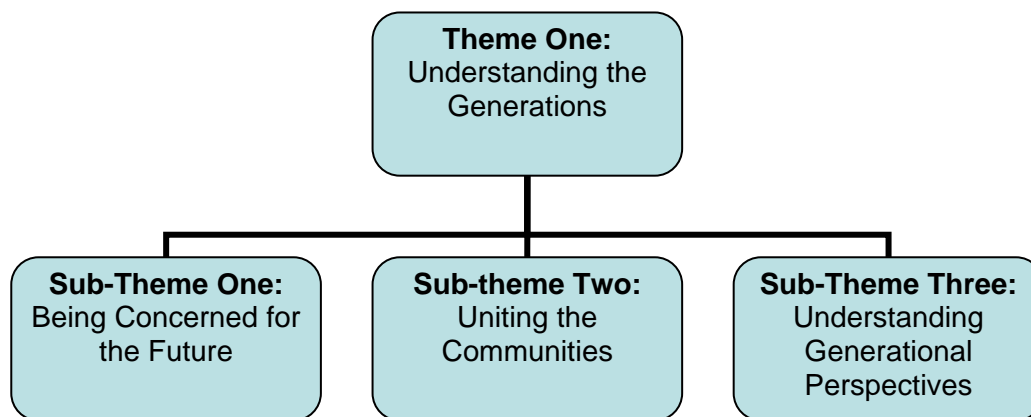 Theme One:
Understanding the
Generations
Sub-Theme One:
Being Concerned for
the Future
Sub-theme Two:
Uniting the
Communities
Sub-Theme Three:
Understanding
Generational
Perspectives